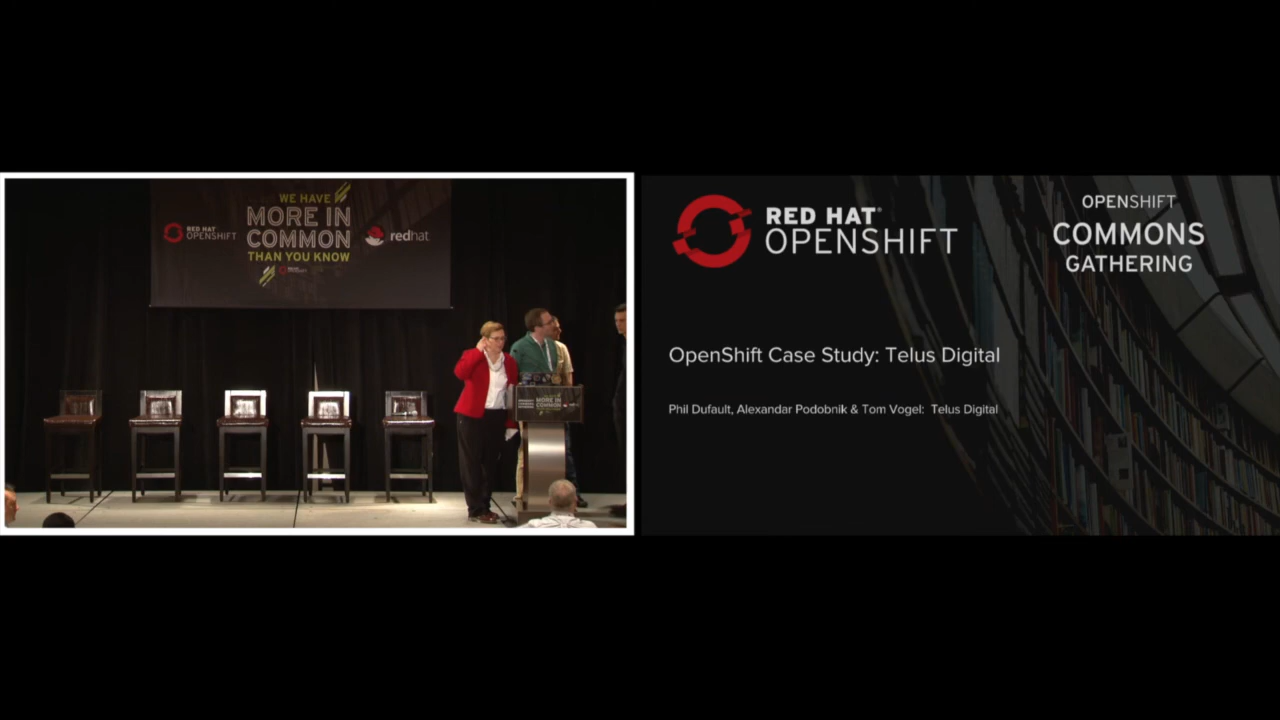 WE HAVE
MORE IN
COMMON
THAN YOU KNOW
RED HAT
OPENSHIFT
redhat
MORE IN
COMMON
RED HAT®
OPENSHIFT
OPENSHIFT
COMMONS
GATHERING
OpenShift Case Study: Telus Digital
Phil Dufault, Alexandar Podobnik & Tom Vogel: Telus Digital